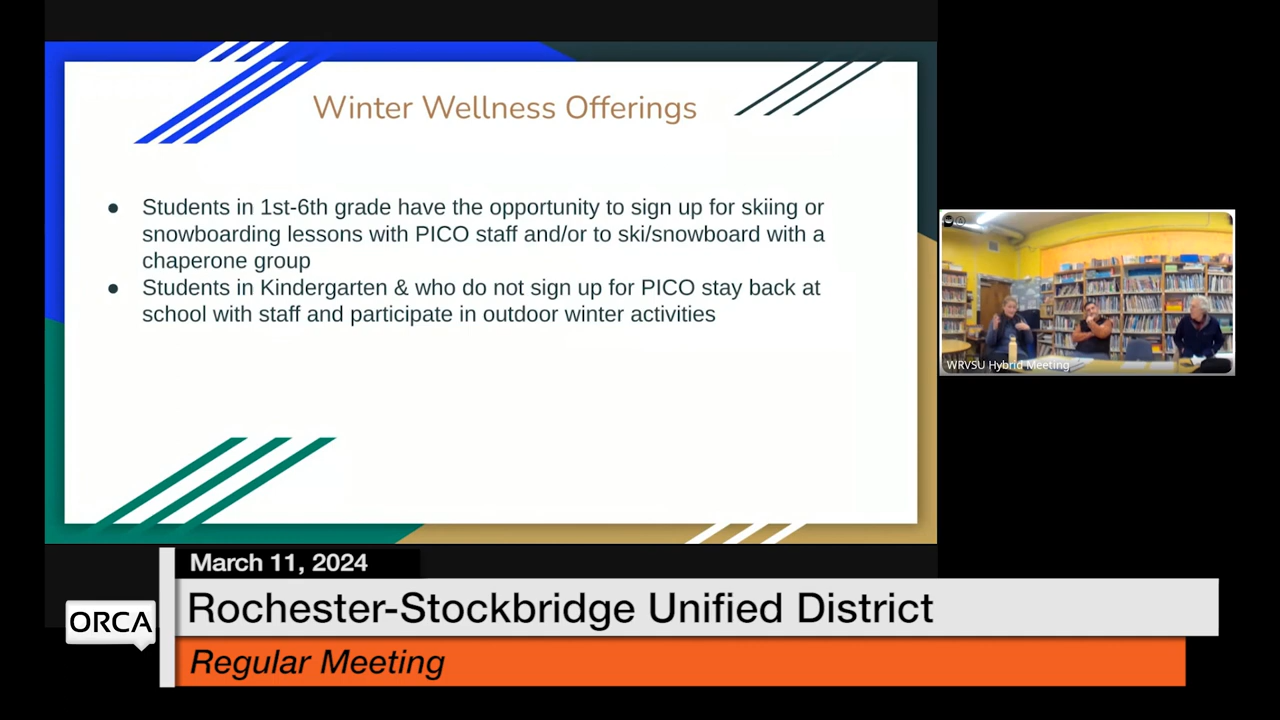 Winter Wellness Offerings
● Students in 1st-6th grade have the opportunity to sign up for skiing or
snowboarding lessons with PICO staff and/or to ski/snowboard with a
chaperone group
● Students in Kindergarten & who do not sign up for PICO stay back at
school with staff and participate in outdoor winter activities
WRVSU Hybrid Meeting
March 11, 2024
ORCA
Rochester-Stockbridge Unified District
Regular Meeting